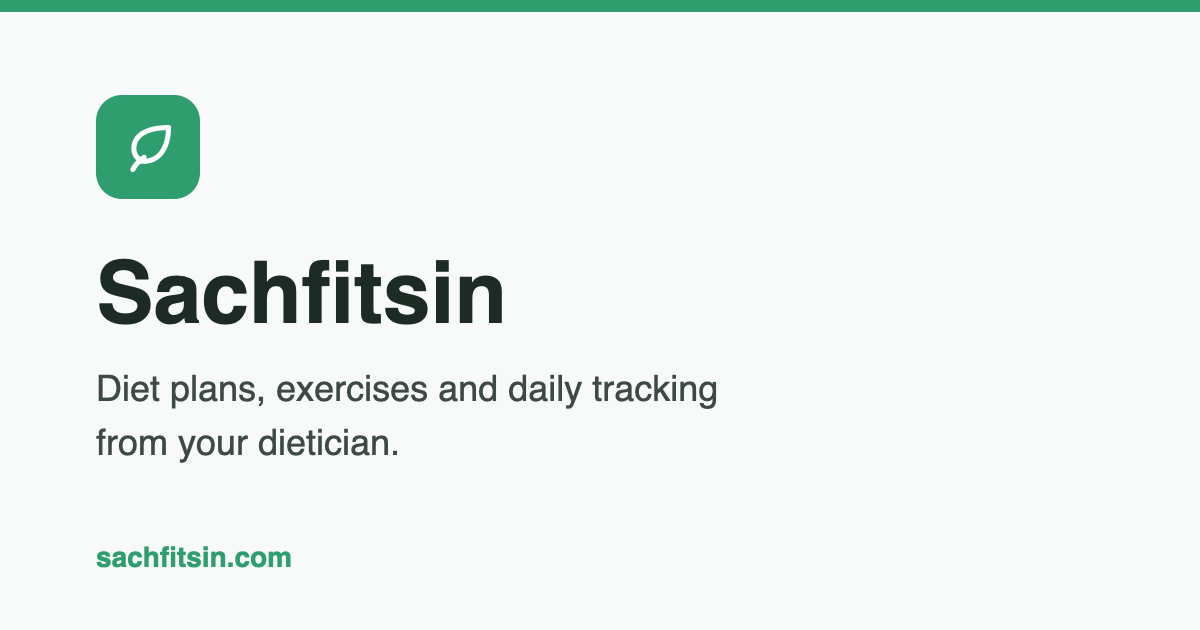 Sachfitsin
Diet plans, exercises and daily tracking
from your dietician.
sachfitsin.com